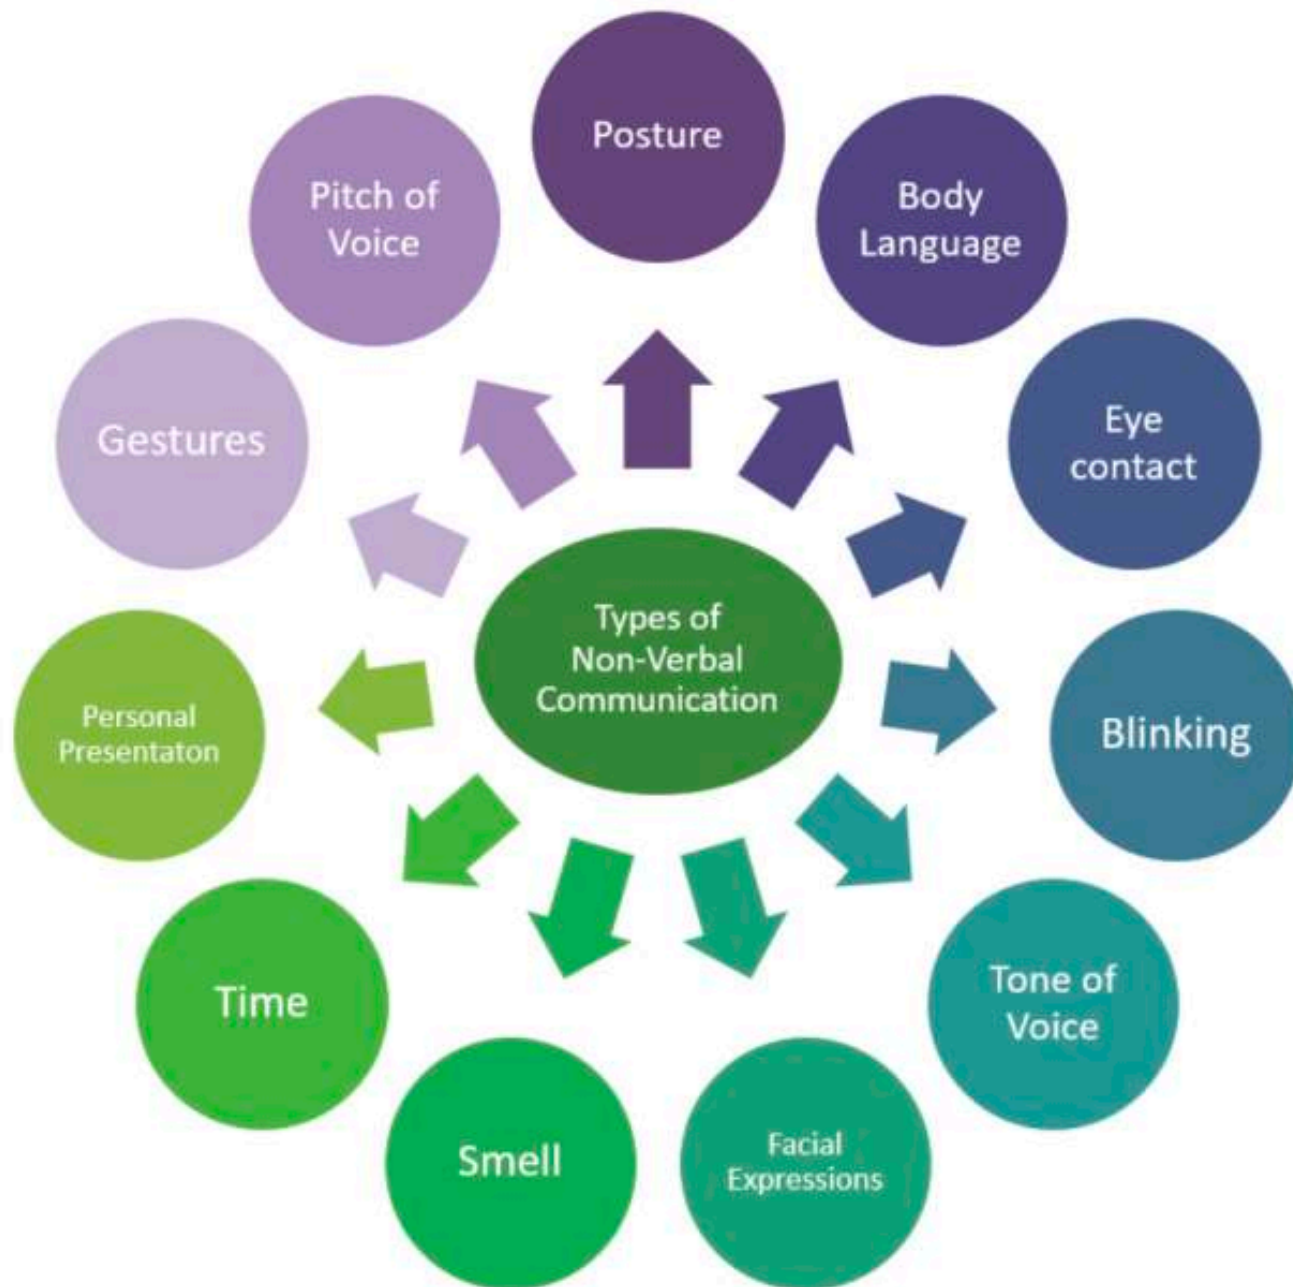 Posture
Body
Language
Eye
contact
Blinking
Tone of
Voice
Facial
Expressions
Smell
Time
Personal
Presentaton
Gestures
Pitch of
Voice
Types of
Non-Verbal
Communication